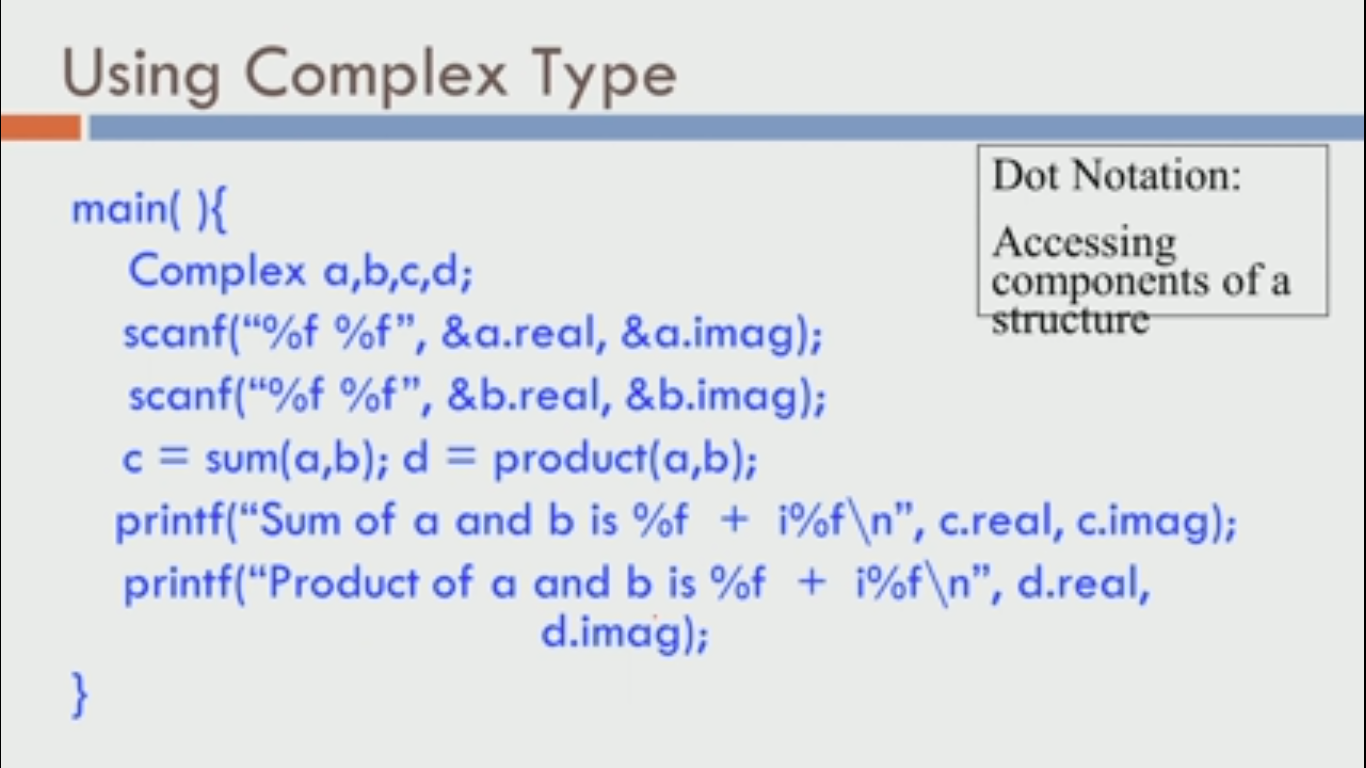 Using Complex Type
Dot Notation:
Accessing
components of a
structure
main( ){
Complex a,b,c,d;
scanf(“%f %f”, &a.real, &a.imag);
scanf(“%f %f”, &b.real, &b.imag);
c = sum(a,b); d = product(a,b);
printf(“Sum of a and b is %f + i%f\n”, c.real, c.imag);
printf(“Product of a and b is %f + i%f\n”, d.real,
d.imag);
}